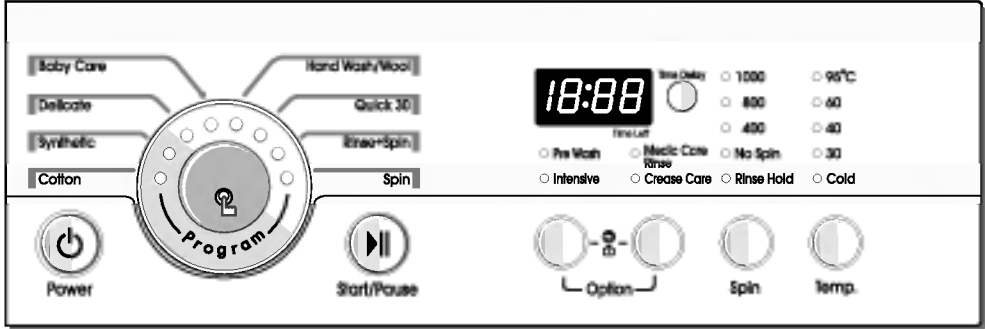 Baby Care
Delicate
Synthetic
Cotton
Hand Wash/Wool
Quick 30
Rinse+Spin
Spin
Program
Power
Start/Pause
18:88
Time Delay
Time Left
Pre Wash
Medic Care Rinse
Intensive
Crease Care
1000
800
400
No Spin
Rinse Hold
95°C
60
40
30
Cold
Option
Spin
Temp.